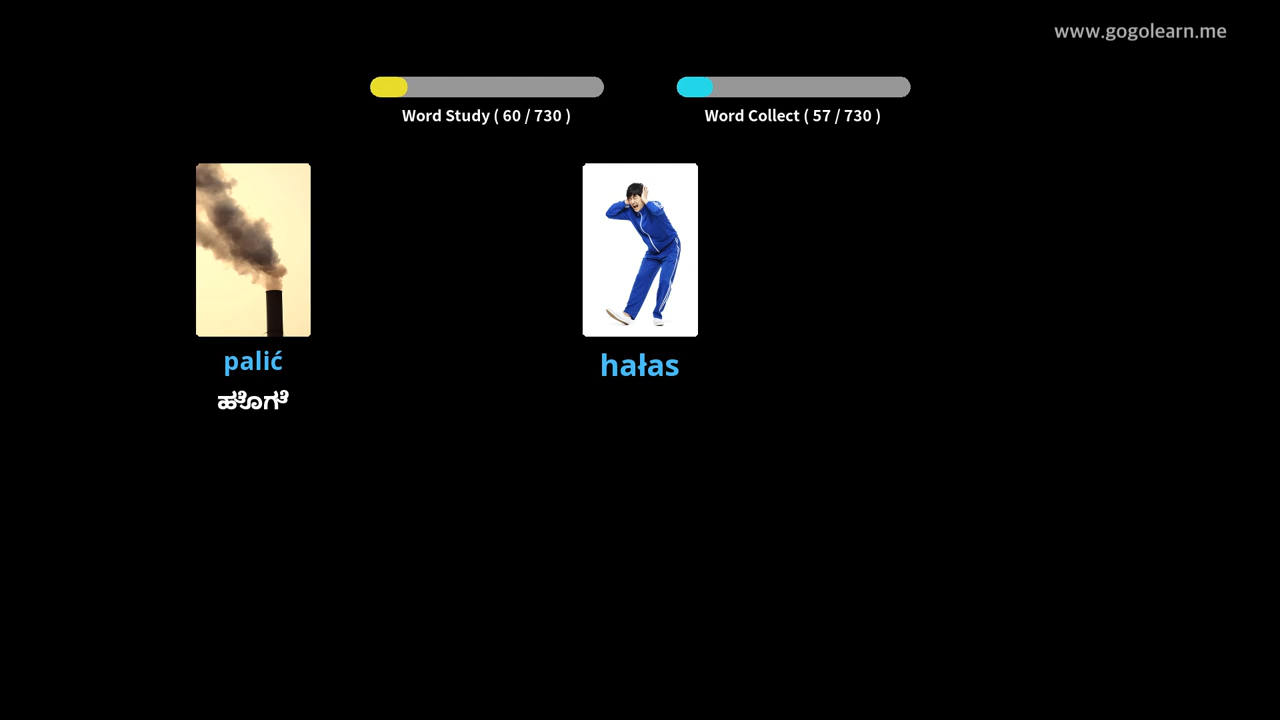 www.gogolearn.me
Word Study ( 60 / 730 )
Word Collect ( 57 / 730 )
palić
ಹೊಗೆ
hałas